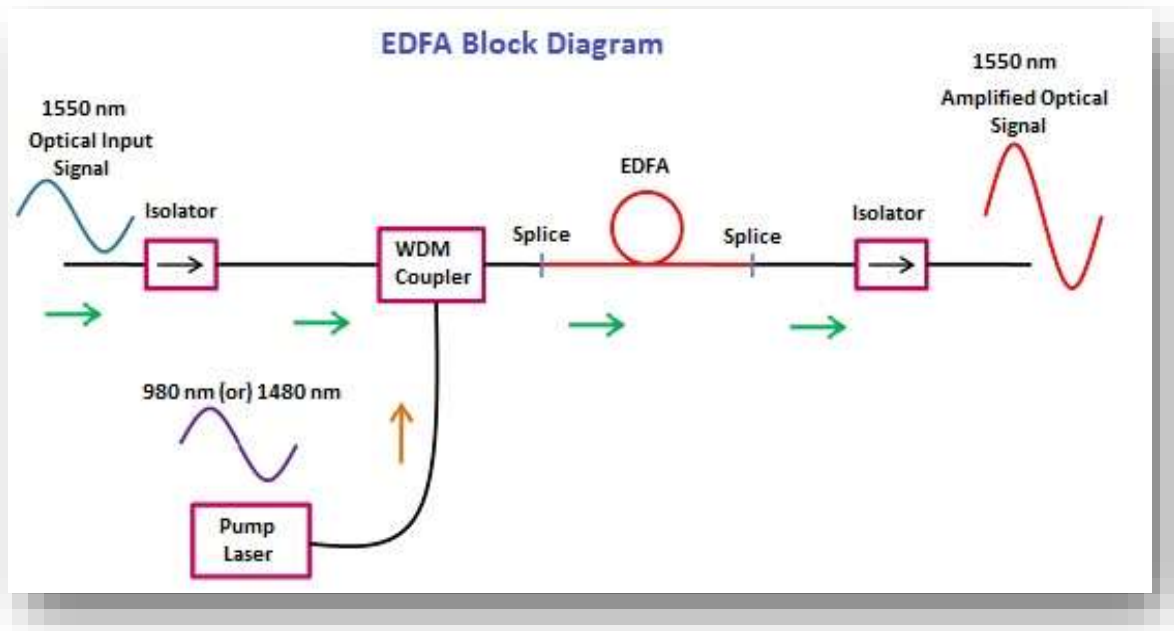 EDFA Block Diagram
1550 nm
Optical Input
Signal
Isolator
WDM
Coupler
Splice
EDFA
Splice
Isolator
1550 nm
Amplified Optical
Signal
980 nm (or) 1480 nm
Pump
Laser